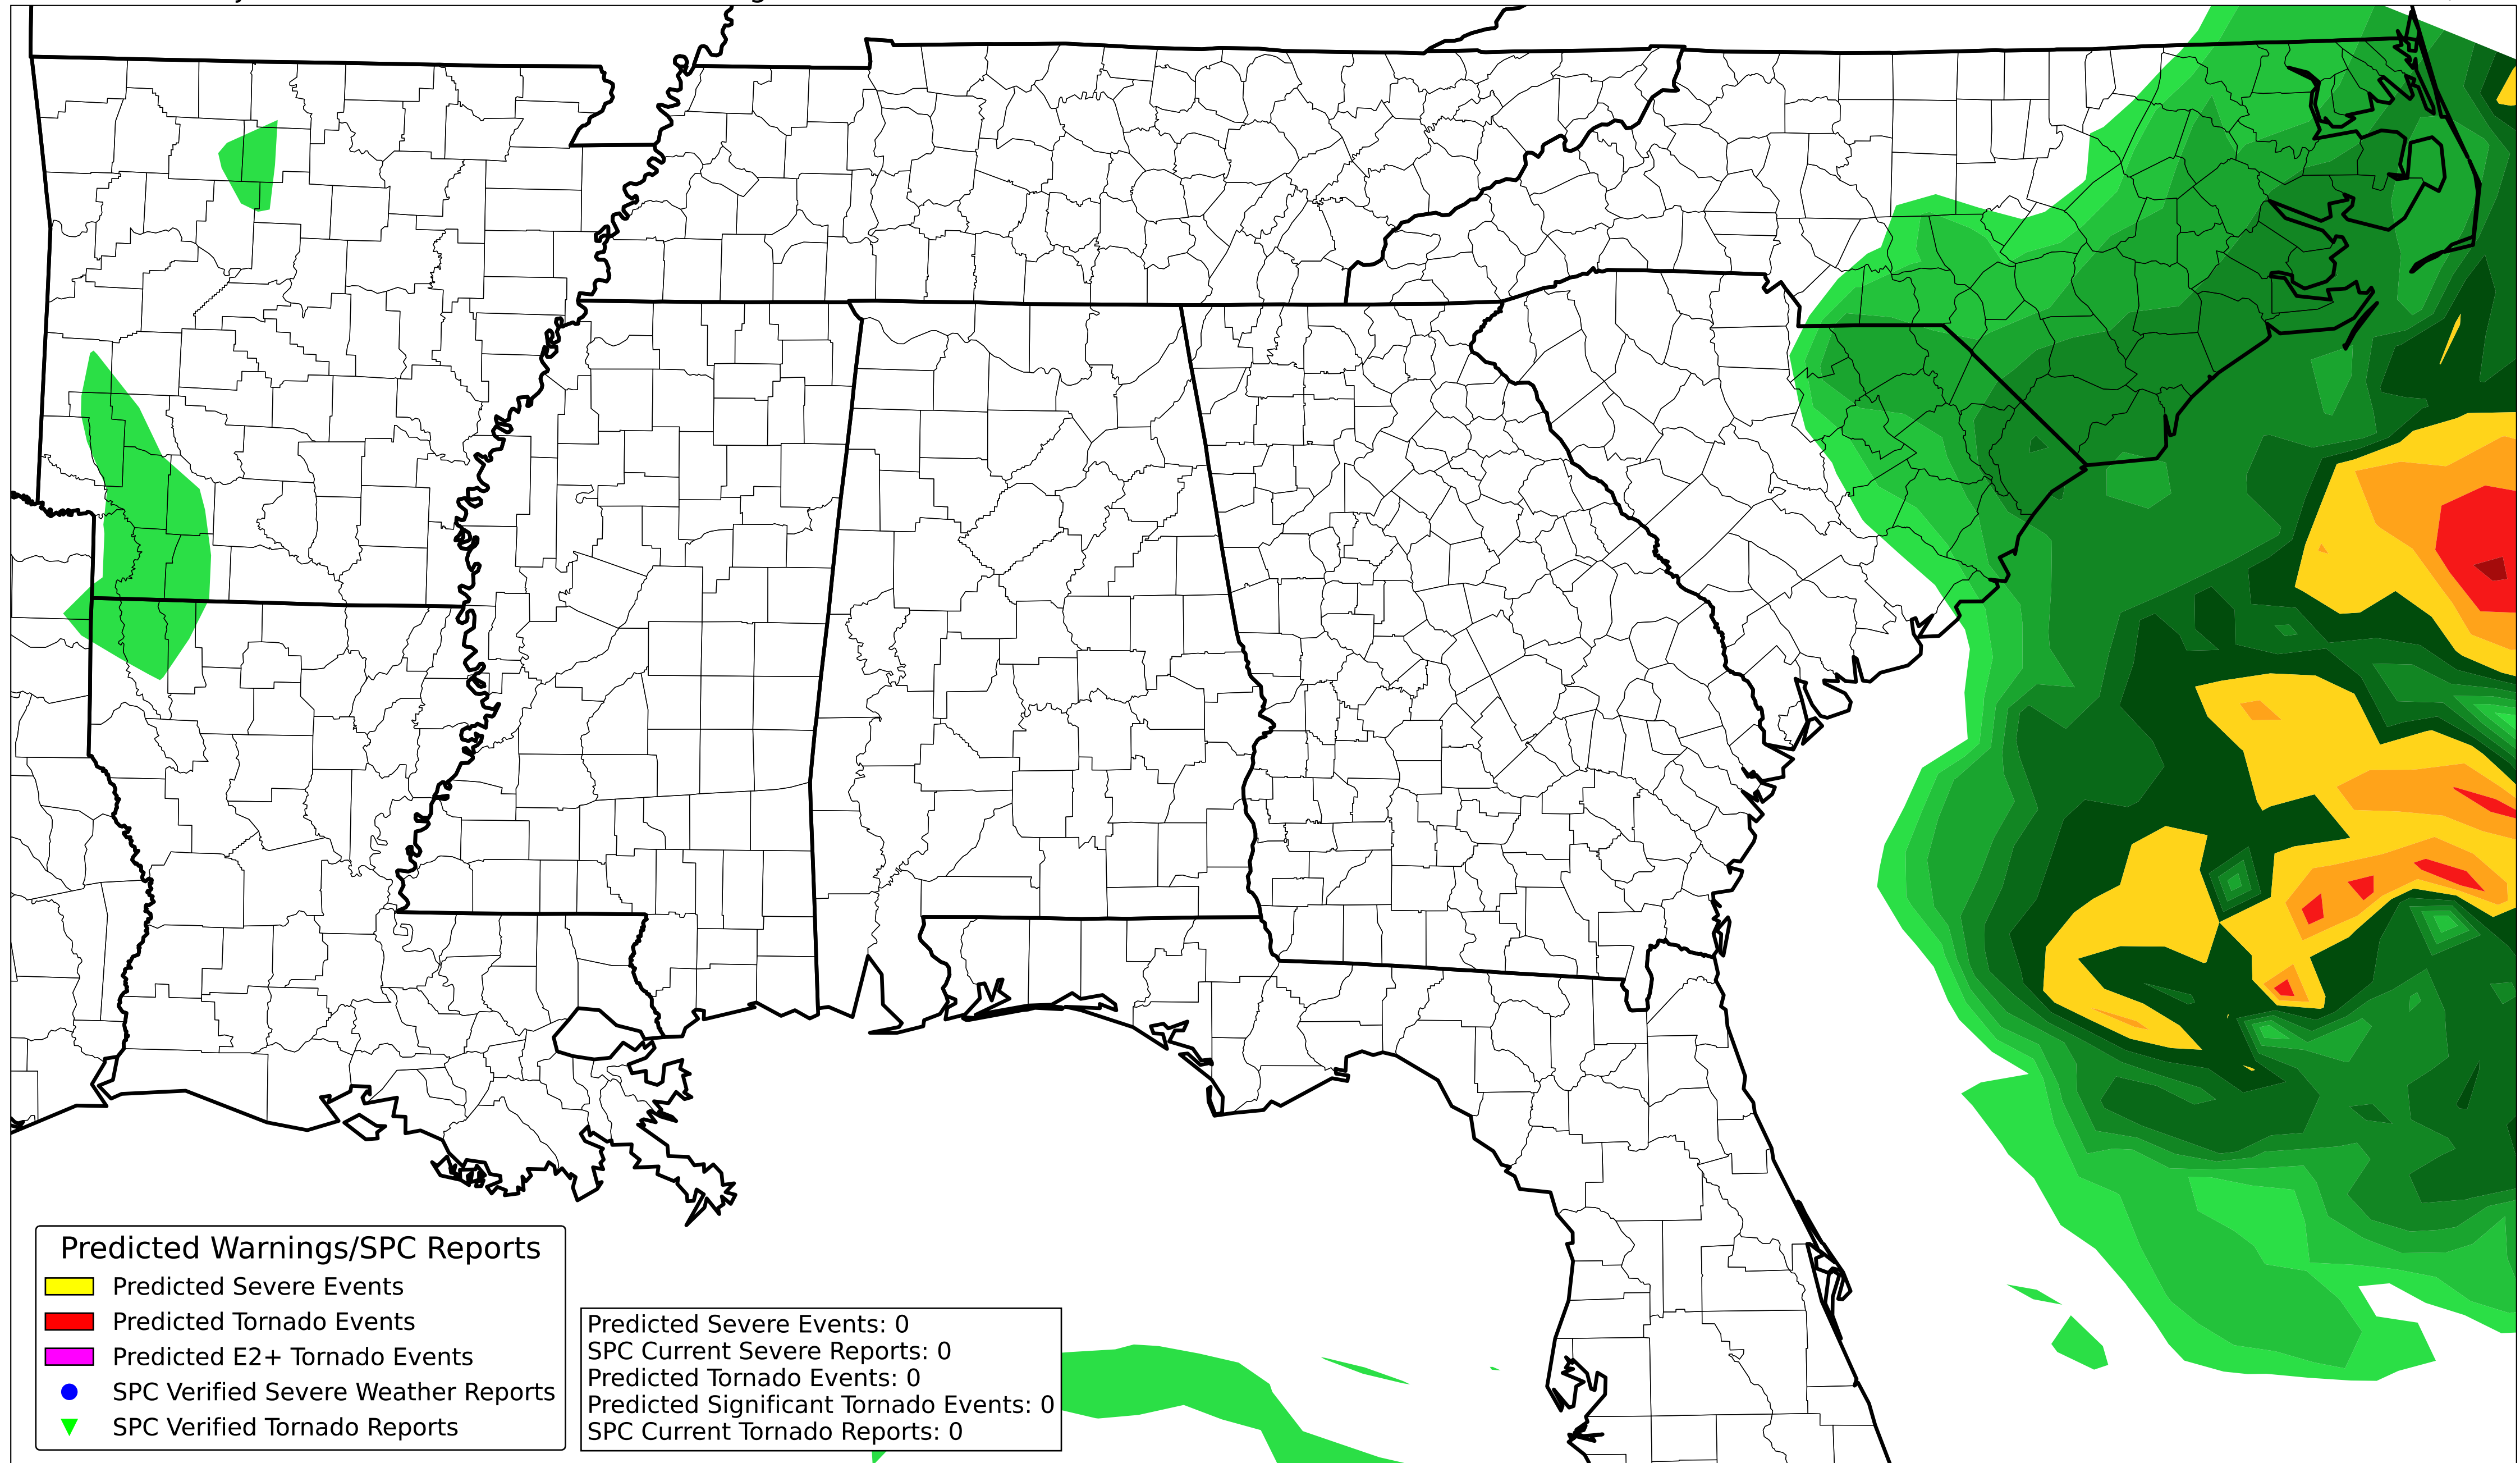 Predicted Warnings/SPC Reports
Predicted Severe Events
Predicted Tornado Events
Predicted E2+ Tornado Events
SPC Verified Severe Weather Reports
SPC Verified Tornado Reports
Predicted Severe Events: 0
SPC Current Severe Reports: 0
Predicted Tornado Events: 0
Predicted Significant Tornado Events: 0
SPC Current Tornado Reports: 0